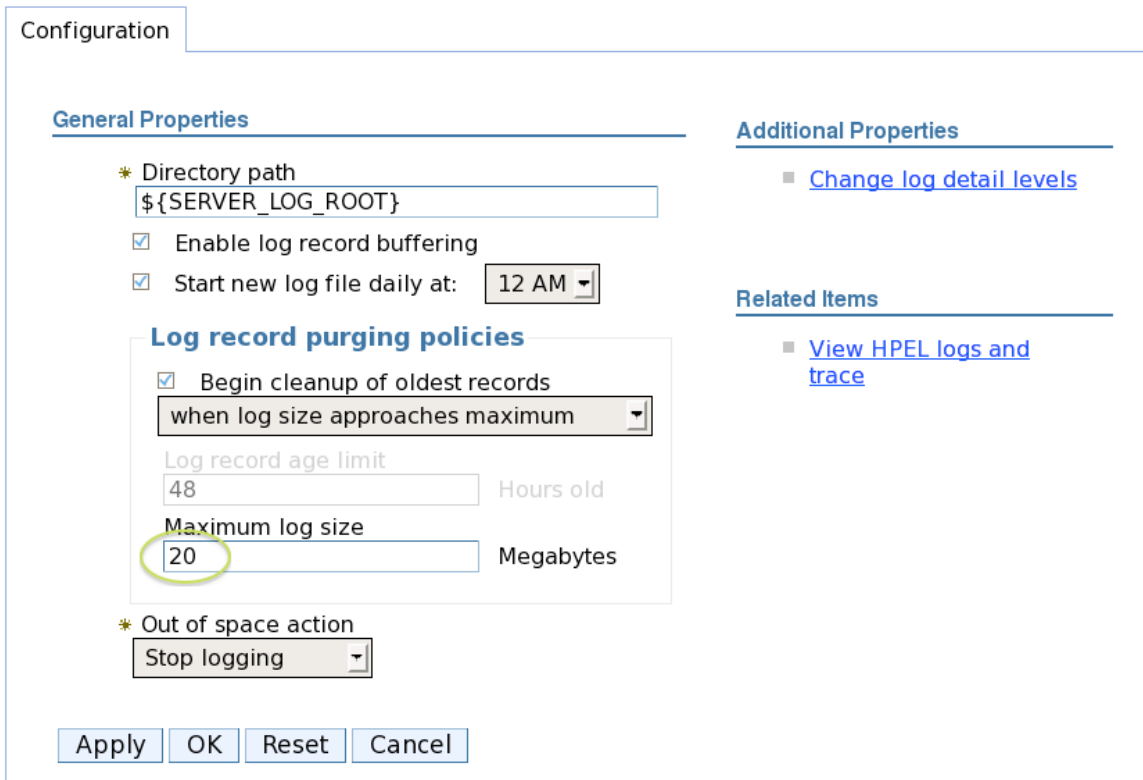 Configuration
General Properties
* Directory path
${SERVER_LOG_ROOT}
Enable log record buffering
Start new log file daily at: 12 AM
Log record purging policies
Begin cleanup of oldest records
when log size approaches maximum
Log record age limit
48 Hours old
Maximum log size
20 Megabytes
* Out of space action
Stop logging
Apply OK Reset Cancel
Additional Properties
Change log detail levels
Related Items
View HPEL logs and
trace